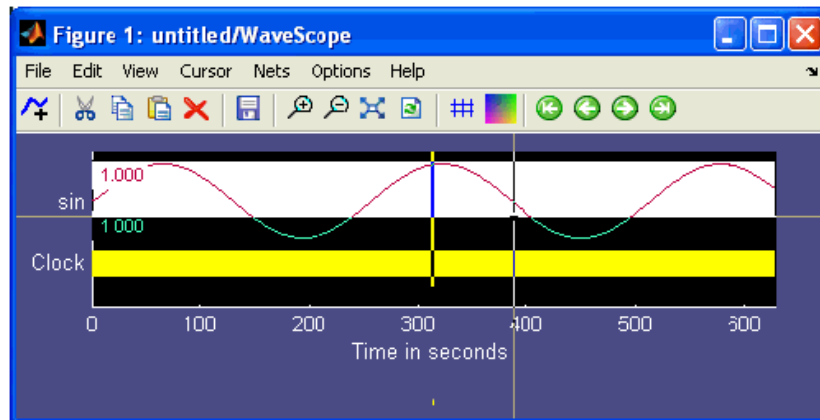 Figure 1: untitled/WaveScope
File Edit View Cursor Nets Options Help
1.000
sin
1 000
Clock
0 100 200 300 400 500 600
Time in seconds